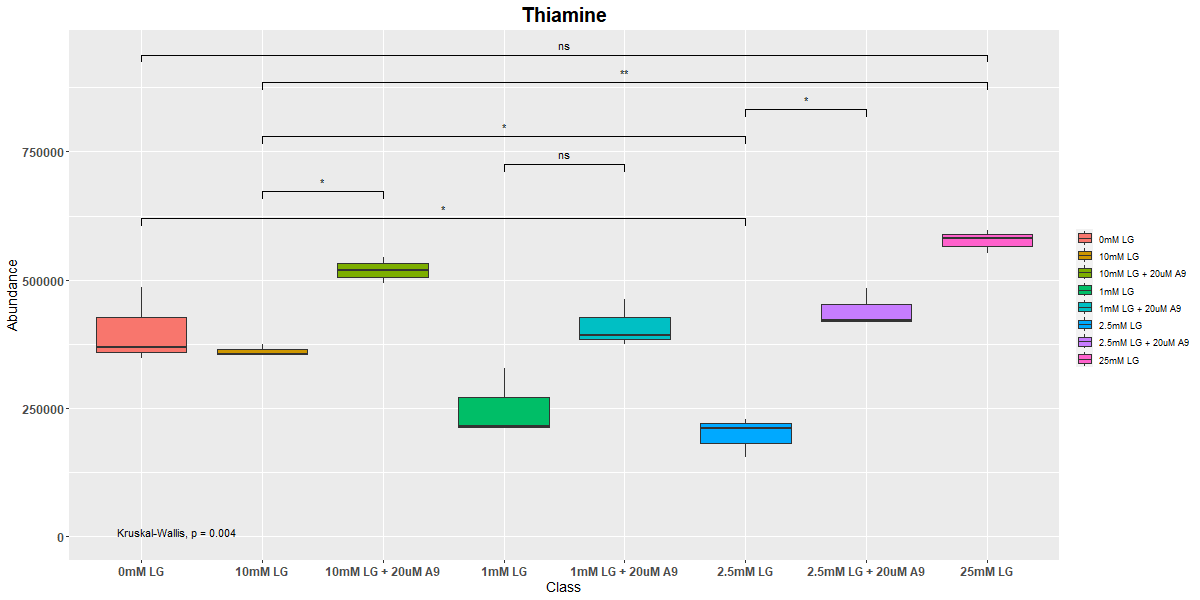 Thiamine
ns
**
*
*
ns
*
*
Abundance
750000
500000
250000
0
Kruskal-Wallis, p = 0.004
0mM LG
10mM LG
10mM LG + 20uM A9
1mM LG
1mM LG + 20uM A9
2.5mM LG
2.5mM LG + 20uM A9
25mM LG
Class
0mM LG
10mM LG
10mM LG + 20uM A9
1mM LG
1mM LG + 20uM A9
2.5mM LG
2.5mM LG + 20uM A9
25mM LG